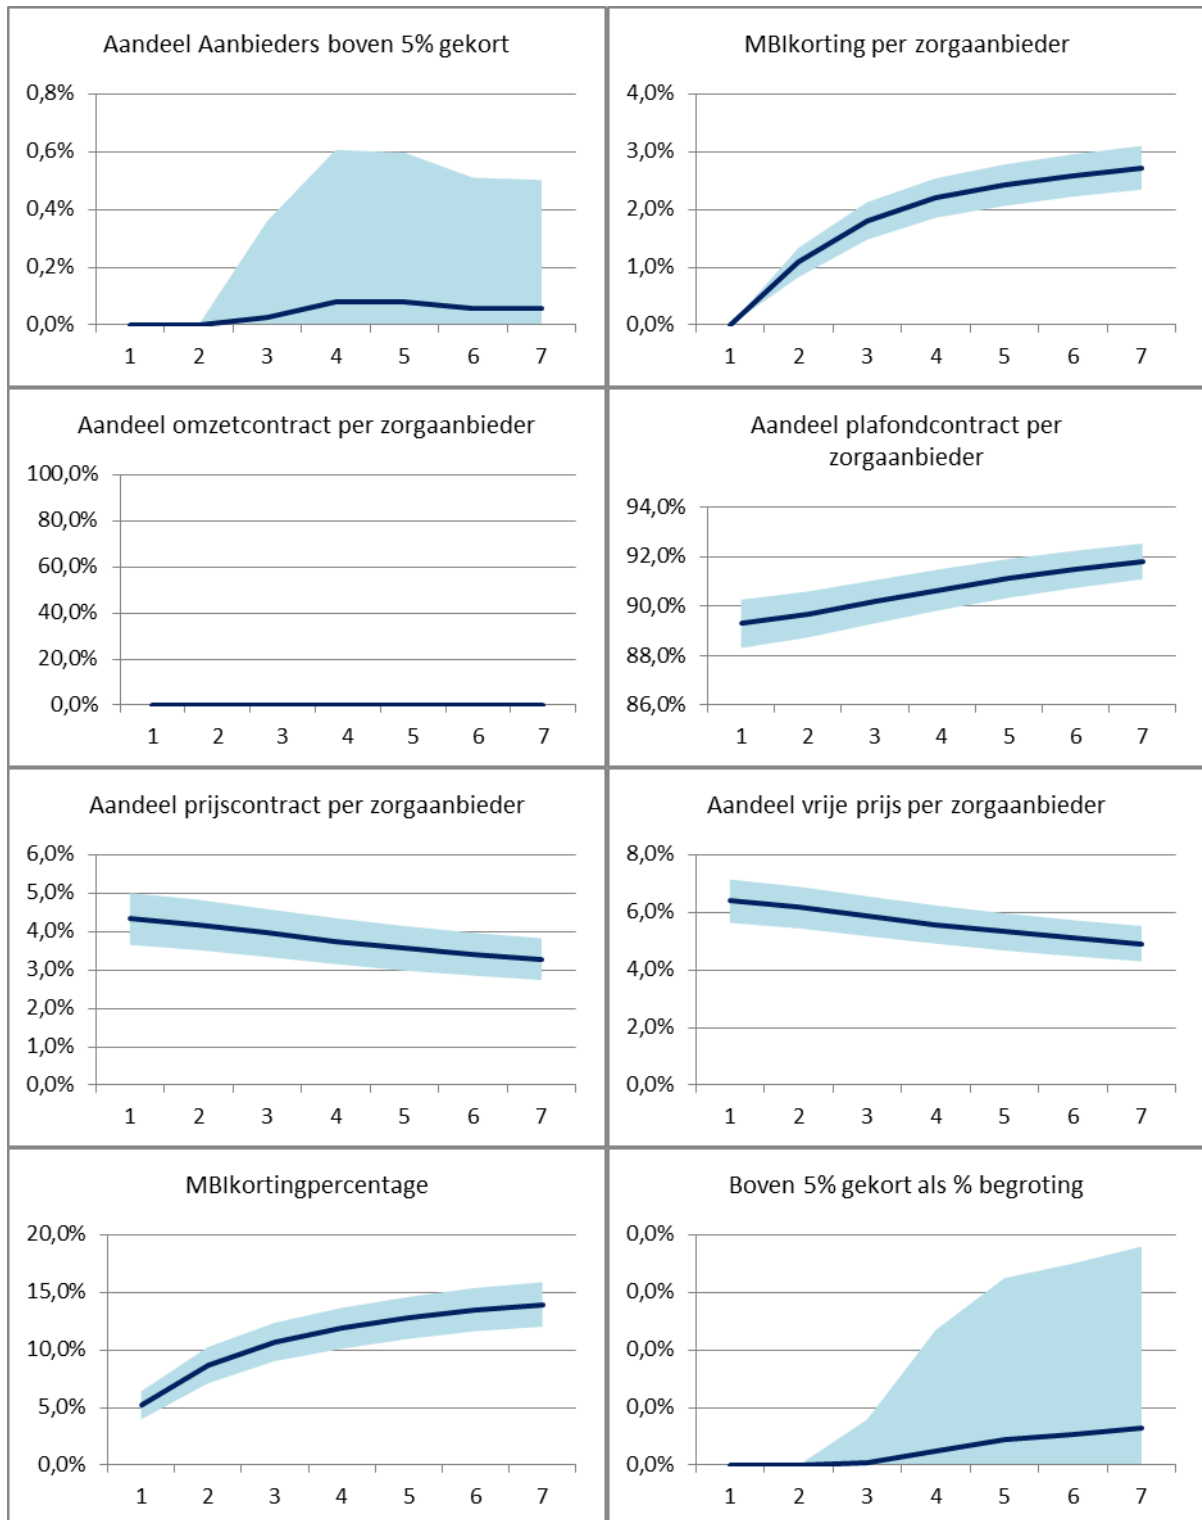 Aandeel Aanbieders boven 5% gekort
0,8%
0,6%
0,4%
0,2%
0,0%
1 2 3 4 5 6 7
MBIkorting per zorgaanbieder
4,0%
3,0%
2,0%
1,0%
0,0%
1 2 3 4 5 6 7
Aandeel omzetcontract per zorgaanbieder
100,0%
80,0%
60,0%
40,0%
20,0%
0,0%
1 2 3 4 5 6 7
Aandeel plafondcontract per
zorgaanbieder
94,0%
92,0%
90,0%
88,0%
86,0%
1 2 3 4 5 6 7
Aandeel prijscontract per zorgaanbieder
6,0%
5,0%
4,0%
3,0%
2,0%
1,0%
0,0%
1 2 3 4 5 6 7
Aandeel vrije prijs per zorgaanbieder
8,0%
6,0%
4,0%
2,0%
0,0%
1 2 3 4 5 6 7
MBIkortingpercentage
20,0%
15,0%
10,0%
5,0%
0,0%
1 2 3 4 5 6 7
Boven 5% gekort als % begroting
0,0%
0,0%
0,0%
0,0%
0,0%
1 2 3 4 5 6 7